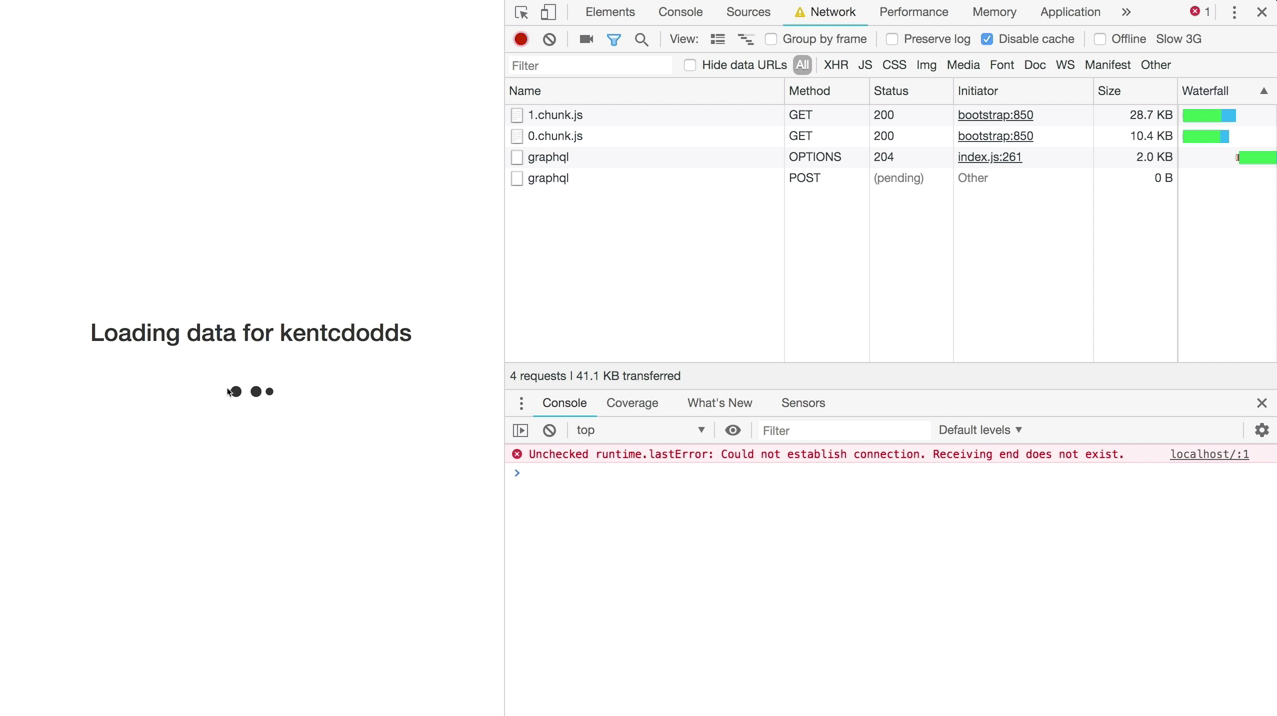 Loading data for kentcdodds
Elements Console Sources Network Performance Memory Application » 1
View: Group by frame Preserve log Disable cache Offline Slow 3G
Filter Hide data URLs All XHR JS CSS Img Media Font Doc WS Manifest Other
Name Method Status Initiator Size Waterfall
1.chunk.js GET 200 bootstrap:850 28.7 KB
0.chunk.js GET 200 bootstrap:850 10.4 KB
graphql OPTIONS 204 index.js:261 2.0 KB
graphql POST (pending) Other 0 B
4 requests | 41.1 KB transferred
Console Coverage What's New Sensors
top Filter Default levels
Unchecked runtime.lastError: Could not establish connection. Receiving end does not exist. localhost/:1